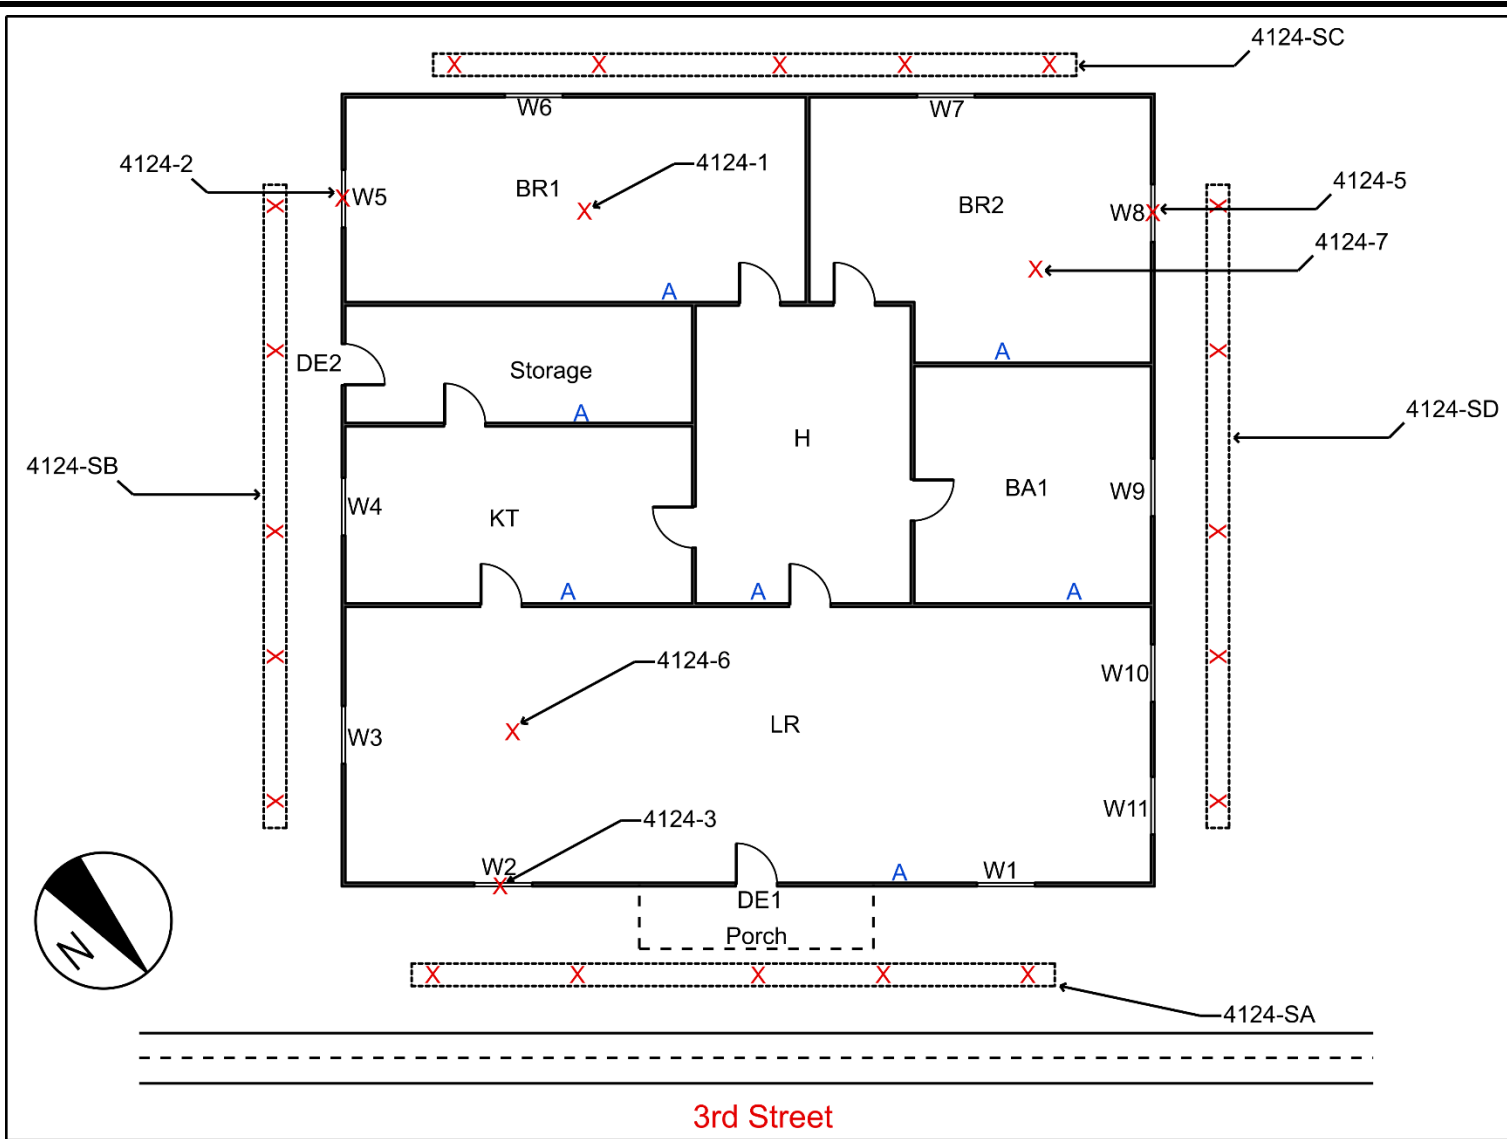 4124-SC
X X X X X
W6
W7
4124-2
4124-1
4124-5
X W5
BR1
X
BR2
W8 X
4124-7
X
X
X
X
A
A
X
DE2
Storage
X
A
4124-SD
H
4124-SB
W4
KT
BA1
W9
X
X
A
A
A
4124-6
X
X
W10
W3
X
LR
X
X
W11
4124-3
W2
X
A
W1
DE1
Porch
N
X X X X X
4124-SA
3rd Street